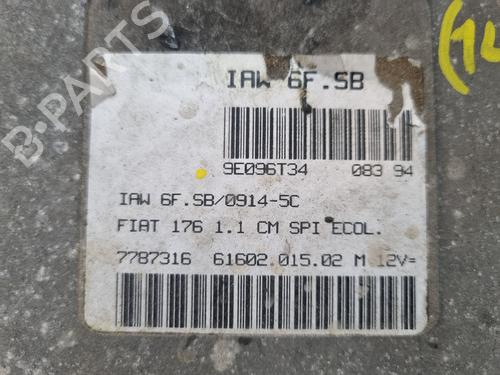 B-PARTS
IAW 6F.SB
9E096T34 083 94
IAW 6F.SB/0914-5C
FIAT 176 1.1 CM SPI ECOL.
7787316 61602.015.02 M 12V=